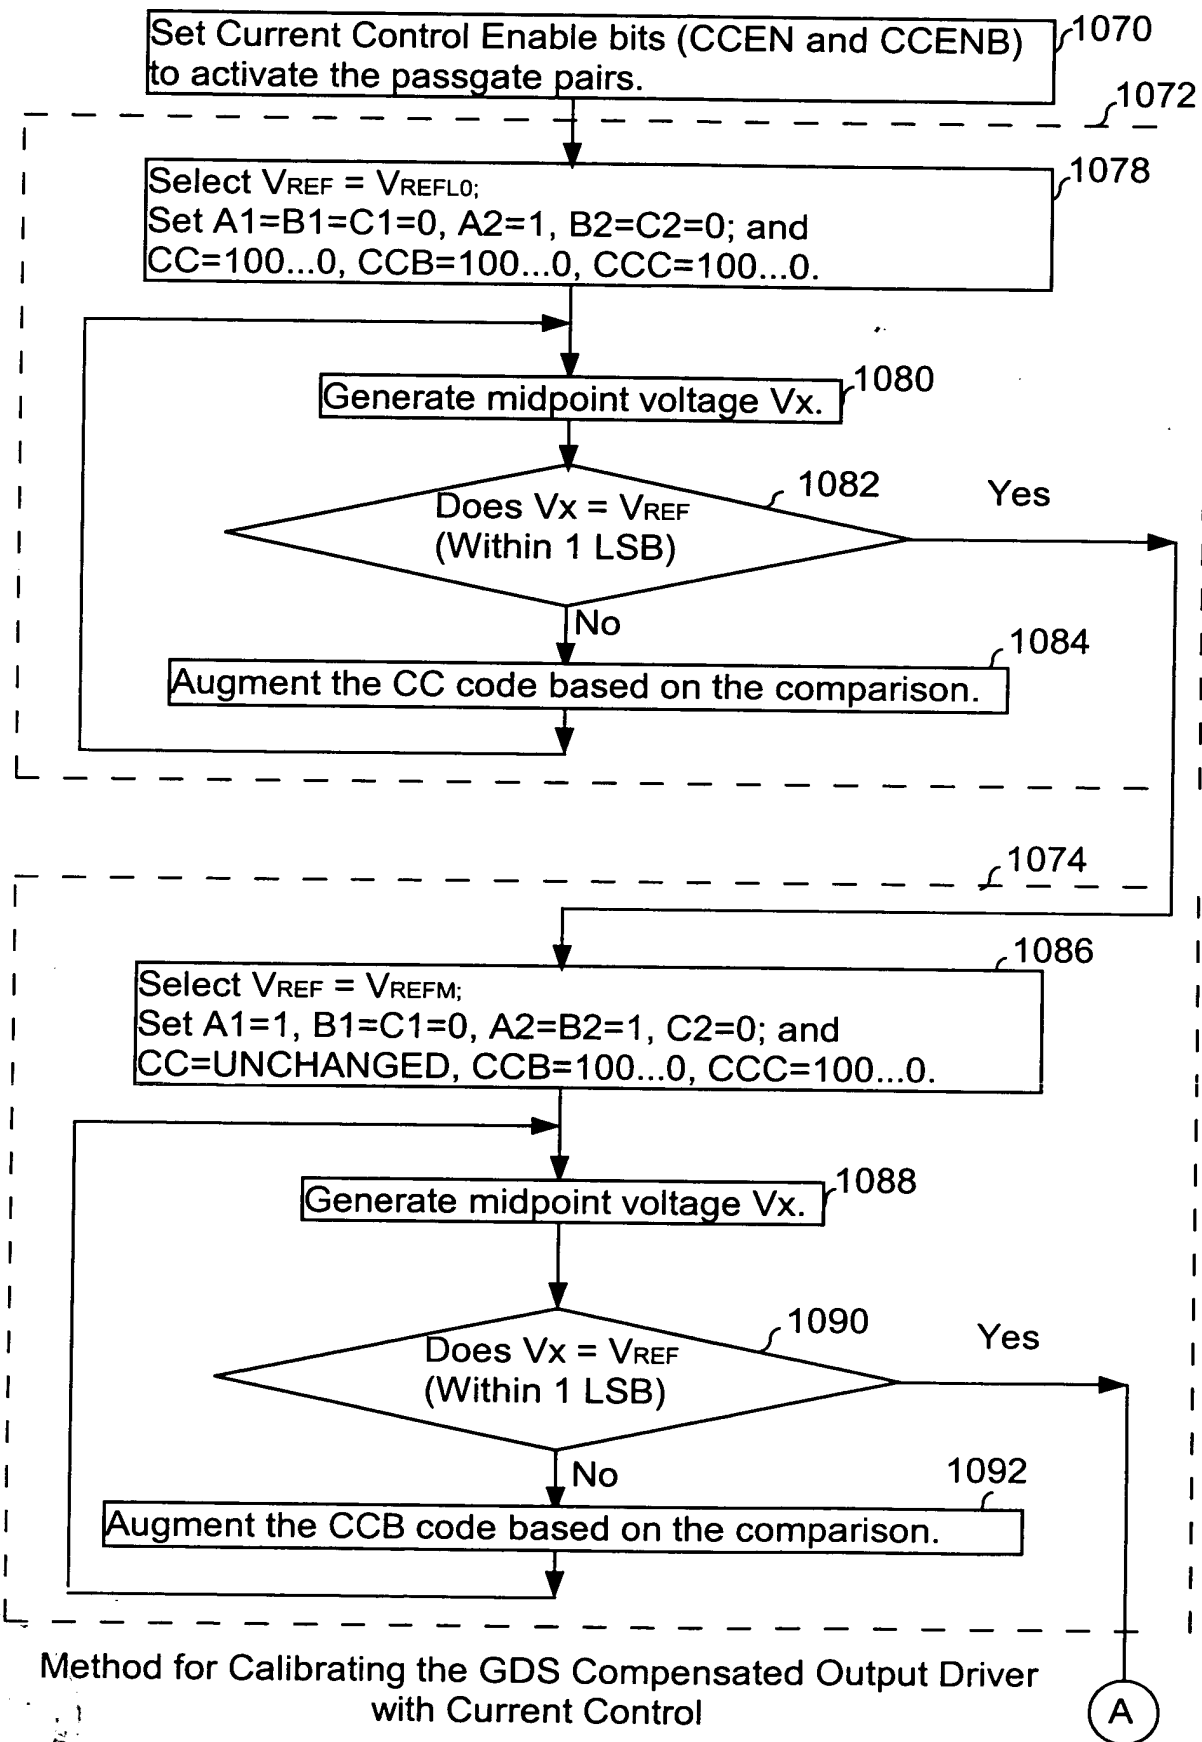 Set Current Control Enable bits (CCEN and CCENB)
to activate the passgate pairs.
1070
1072
Select VREF = VREFL0;
Set A1=B1=C1=0, A2=1, B2=C2=0; and
CC=100...0, CCB=100...0, CCC=100...0.
1078
Generate midpoint voltage Vx.
1080
Does Vx = VREF
(Within 1 LSB)
1082
Yes
No
1084
Augment the CC code based on the comparison.
1074
1086
Select VREF = VREFM;
Set A1=1, B1=C1=0, A2=B2=1, C2=0; and
CC=UNCHANGED, CCB=100...0, CCC=100...0.
Generate midpoint voltage Vx.
1088
Does Vx = VREF
(Within 1 LSB)
1090
Yes
No
1092
Augment the CCB code based on the comparison.
Method for Calibrating the GDS Compensated Output Driver
with Current Control
A